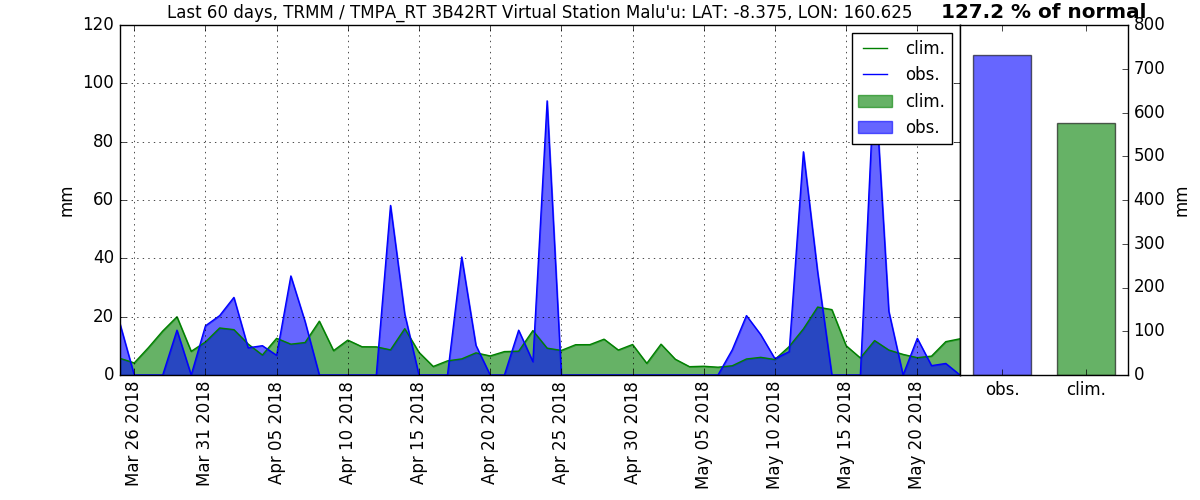 Last 60 days, TRMM / TMPA_RT 3B42RT Virtual Station Malu'u: LAT: -8.375, LON: 160.625
127.2 % of normal
120
100
80
60
40
20
0
mm
clim.
obs.
clim.
obs.
Mar 26 2018
Mar 31 2018
Apr 05 2018
Apr 10 2018
Apr 15 2018
Apr 20 2018
Apr 25 2018
Apr 30 2018
May 05 2018
May 10 2018
May 15 2018
May 20 2018
800
700
600
500
400
300
200
100
0
mm
obs.
clim.